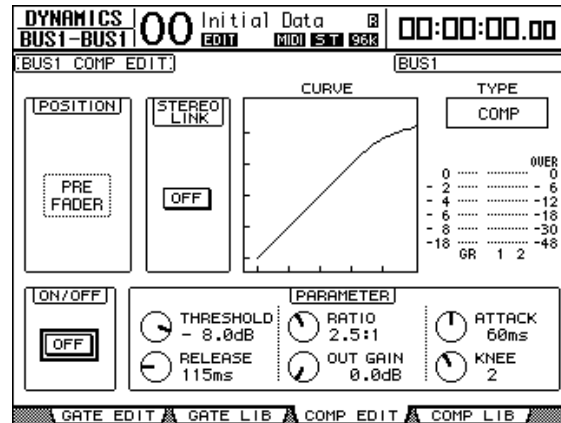 DYNAMICS
BUS1-BUS1
00
Initial Data
R
EDIT
MIDI ST 96k
00:00:00.00
BUS1 COMP EDIT
BUS1
POSITION
PRE
FADER
STEREO
LINK
OFF
CURVE
TYPE
COMP
OVER
0 0
- 2 - 6
- 4 -12
- 6 -18
- 8 -30
-18 -48
GR 1 2
ON/OFF
OFF
PARAMETER
THRESHOLD
- 8.0dB
RATIO
2.5:1
ATTACK
60ms
RELEASE
115ms
OUT GAIN
0.0dB
KNEE
2
GATE EDIT
GATE LIB
COMP EDIT
COMP LIB